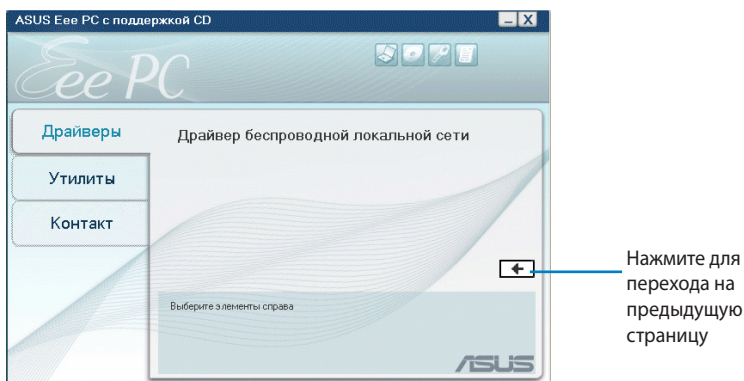 ASUS Eee PC с поддержкой CD
Eee PC
Драйверы
Драйвер беспроводной локальной сети
Утилиты
Контакт
Нажмите для
перехода на
предыдущую
страницу
Выберите элементы справа
ASUS